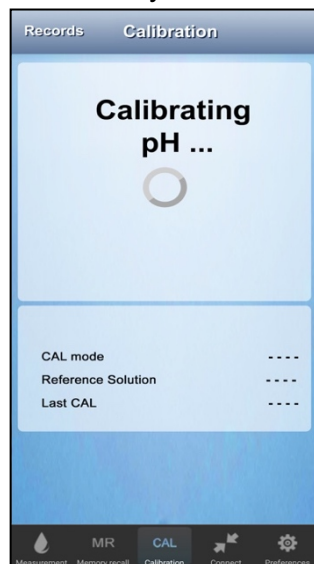 Records Calibration
Calibrating
pH ...
CAL mode ----
Reference Solution ----
Last CAL ----
MR CAL
Measurement Memory recall Calibration Connect Preferences